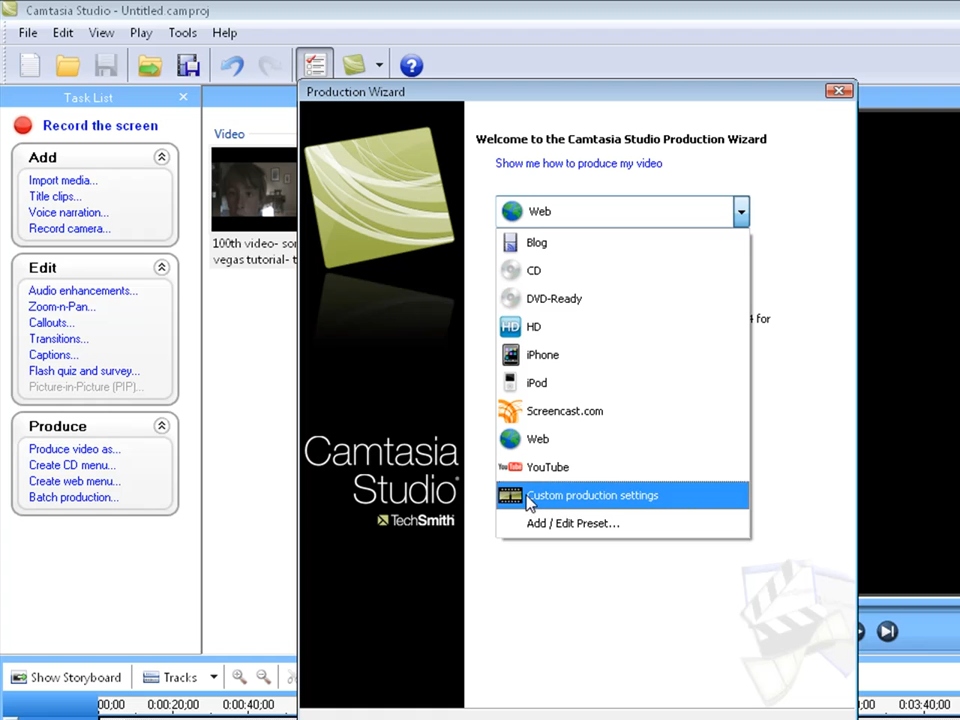 Camtasia Studio - Untitled.camproj
File Edit View Play Tools Help
Task List
Record the screen
Add
Import media...
Title clips...
Voice narration...
Record camera...
Edit
Audio enhancements...
Zoom-n-Pan...
Callouts...
Transitions...
Captions...
Flash quiz and survey...
Picture-in-Picture (PIP)...
Produce
Produce video as...
Create CD menu...
Create web menu...
Batch production...
Video
100th video- sor
vegas tutorial- t
Production Wizard
Camtasia
Studio
TechSmith
Welcome to the Camtasia Studio Production Wizard
Show me how to produce my video
Web
Blog
CD
DVD-Ready
HD HD
iPhone
iPod
Screencast.com
Web
YouTube YouTube
Custom production settings
Add / Edit Preset...
4 for
Show Storyboard Tracks
00;00 0:00:20;00 0:00:40;00 ;00 0:03:40;00